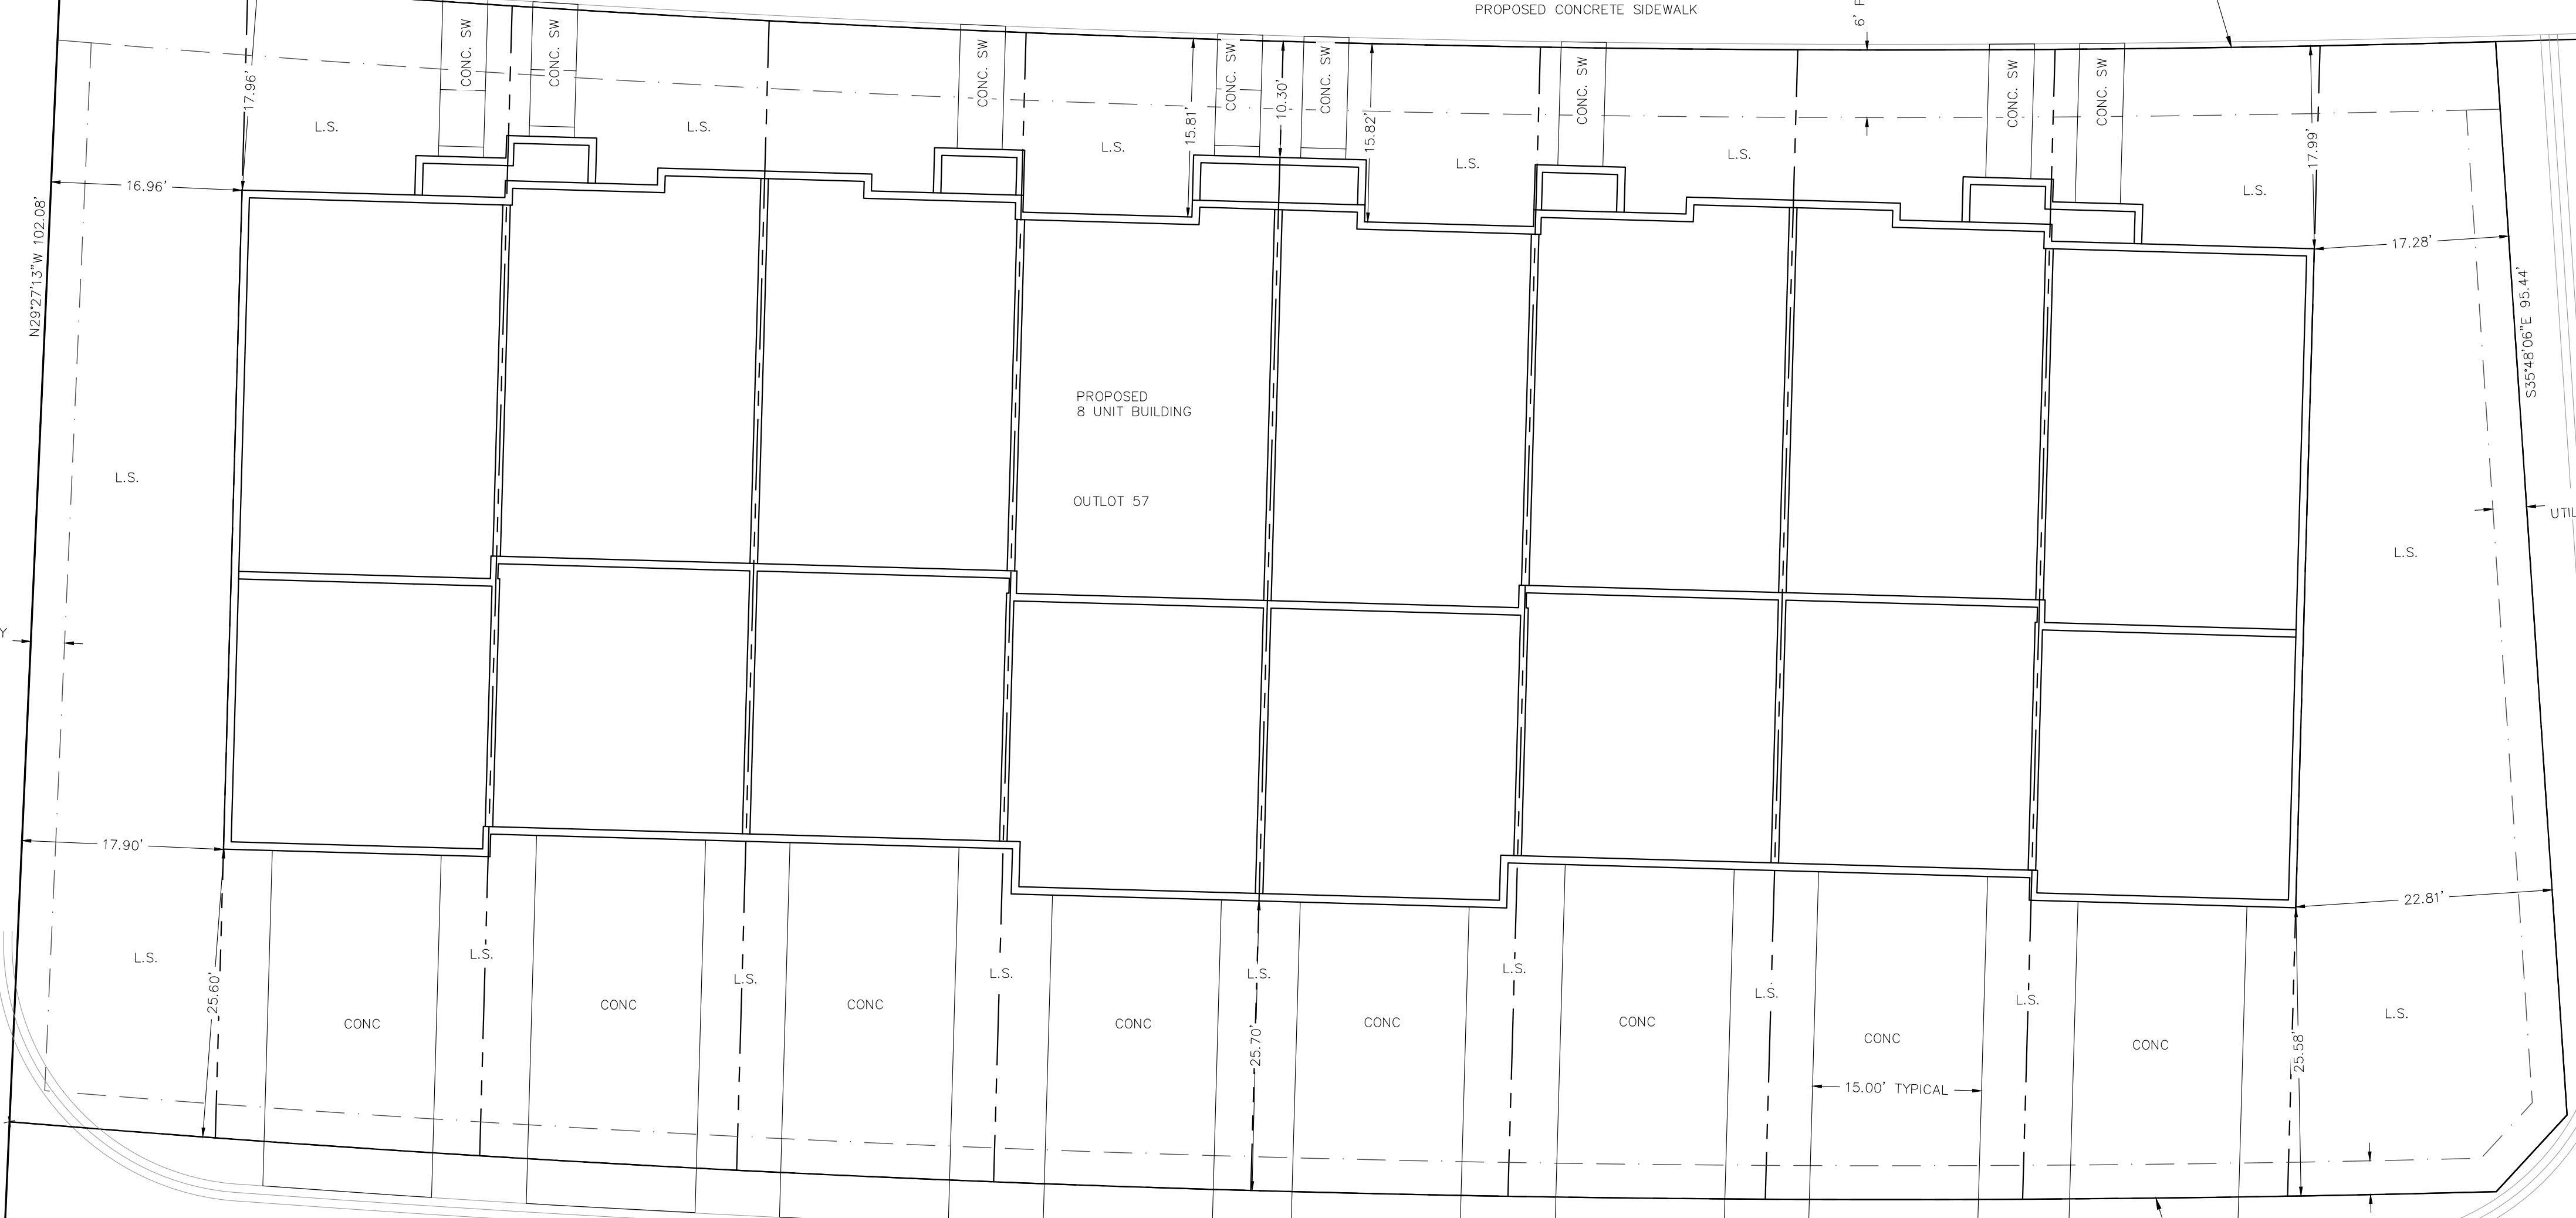 PROPOSED CONCRETE SIDEWALK
6'
CONC. SW
CONC. SW
CONC. SW
CONC. SW
CONC. SW
CONC. SW
CONC. SW
CONC. SW
17.96'
L.S.
L.S.
L.S.
15.81'
10.30'
15.82'
L.S.
L.S.
17.99'
L.S.
16.96'
17.28'
N29°27'13"W 102.08'
S35°48'06"E 95.44'
PROPOSED
8 UNIT BUILDING
OUTLOT 57
L.S.
L.S.
UTIL
Y
17.90'
22.81'
L.S.
25.60'
L.S.
L.S.
L.S.
L.S.
L.S.
L.S.
L.S.
L.S.
CONC
CONC
CONC
CONC
CONC
CONC
CONC
CONC
25.70'
25.58'
15.00' TYPICAL